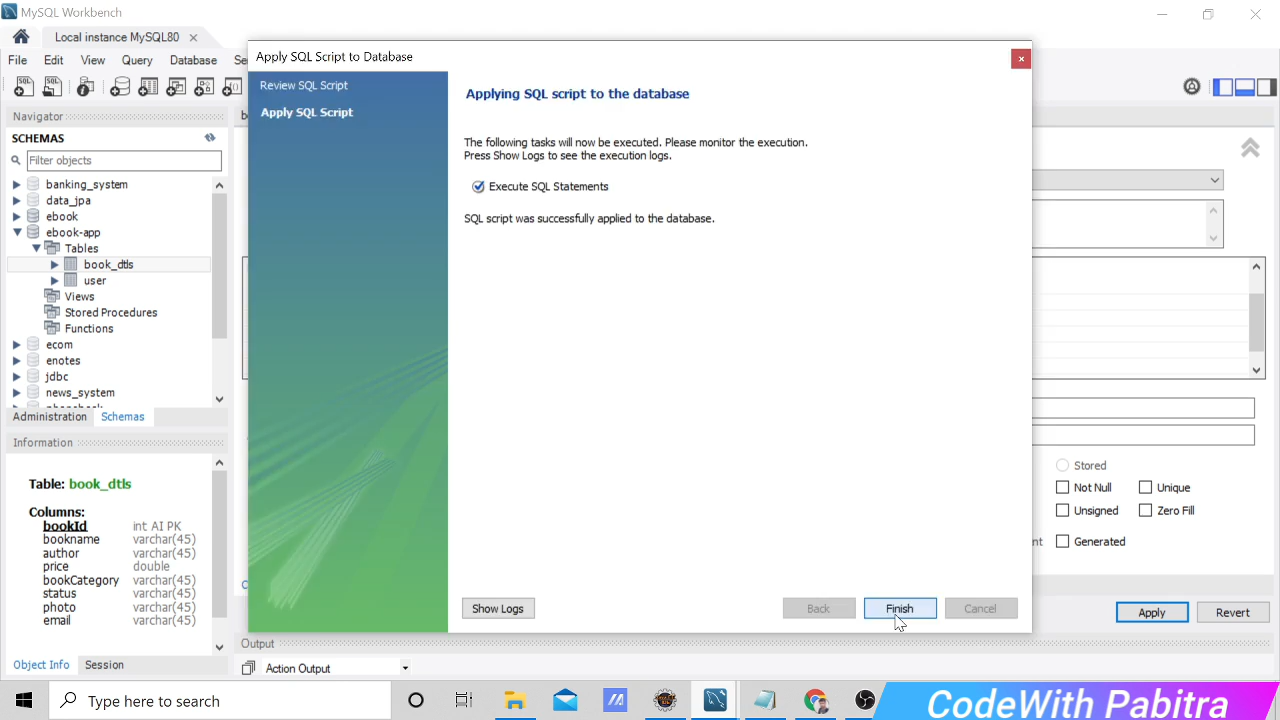 MySQL Workbench
Local instance MySQL80
File Edit View Query Database Se
Apply SQL Script to Database
Review SQL Script
Apply SQL Script
Applying SQL script to the database
The following tasks will now be executed. Please monitor the execution.
Press Show Logs to see the execution logs.
Execute SQL Statements
SQL script was successfully applied to the database.
Show Logs Back Finish Cancel
Navigator
SCHEMAS
Filter objects
banking_system
data_jpa
ebook
ebook-app
Tables
book_dtls
user
Views
Stored Procedures
Functions
ecom
enotes
jdbc
news_system
Administration Schemas
Information
Table: book_dtls
Columns:
bookId int AI PK
bookname varchar(45)
author varchar(45)
price double
bookCategory varchar(45)
status varchar(45)
photo varchar(45)
email varchar(45)
Object Info Session
Stored
Not Null Unique
Unsigned Zero Fill
nt Generated
Apply Revert
Output
Action Output
Type here to search
CodeWith Pabitra